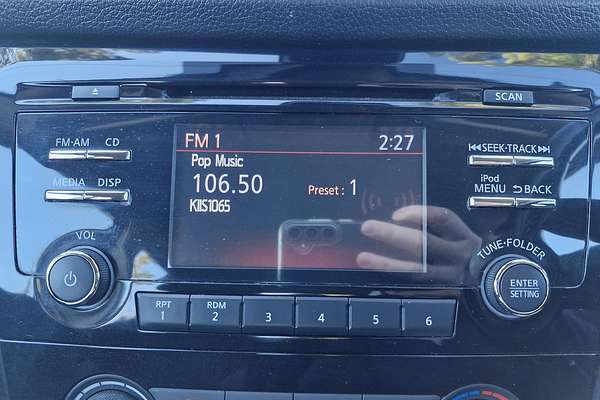 SCAN
FM·AM CD
MEDIA DISP
VOL
FM 1 2:27
Pop Music
106.50
Preset : 1
KIIS1065
SEEK·TRACK
iPod
MENU BACK
TUNE·FOLDER
ENTER
SETTING
RPT RDM
1 2 3 4 5 6